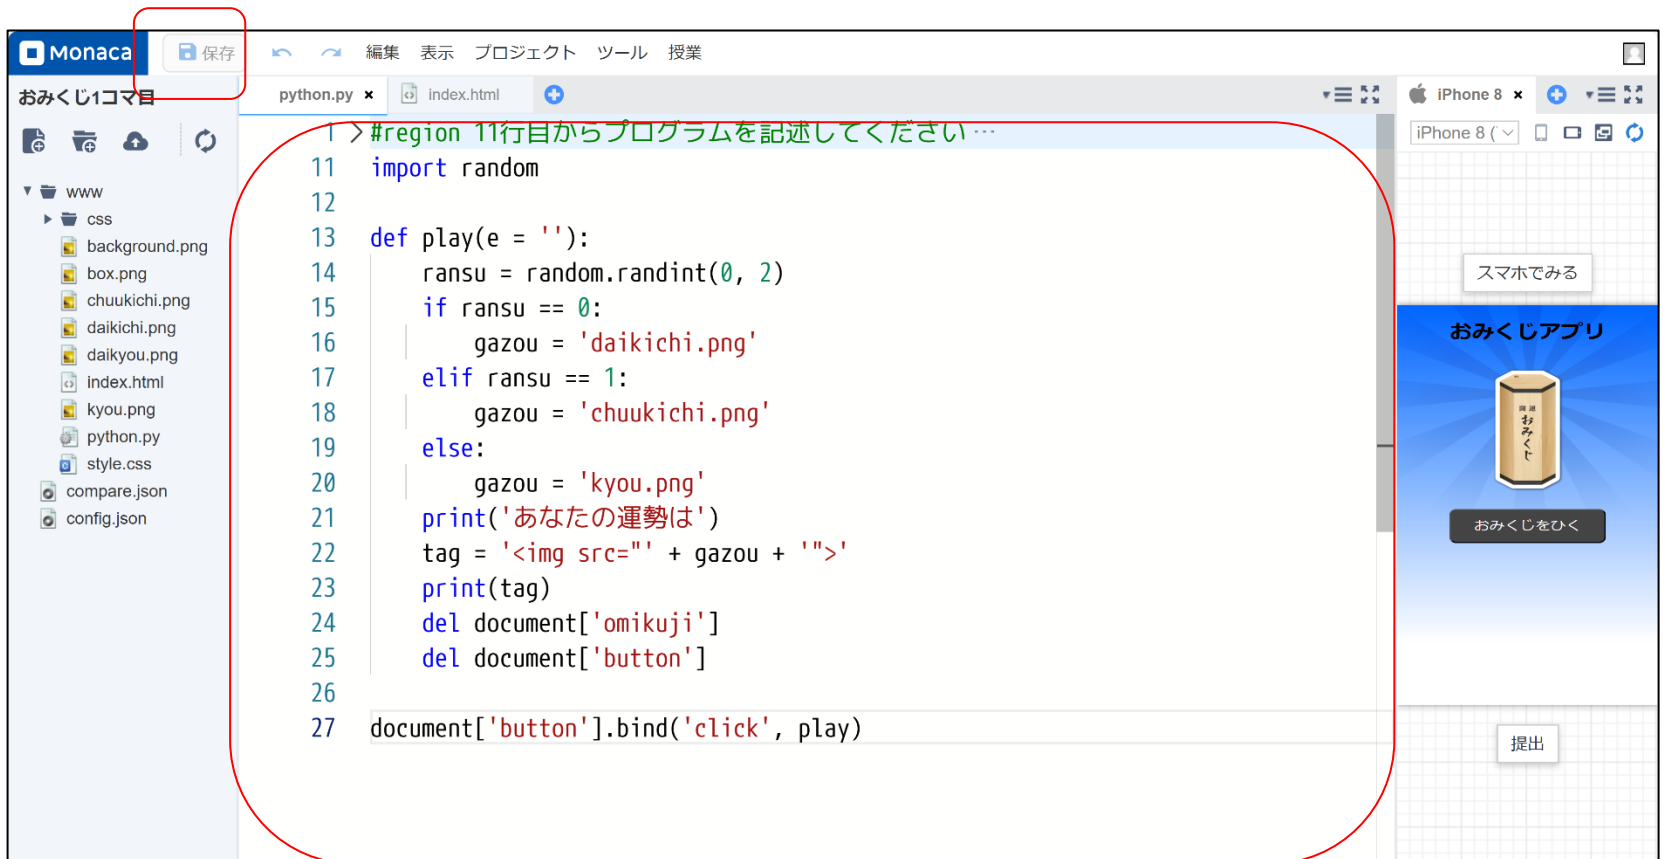 Monaca 保存 編集 表示 プロジェクト ツール 授業
おみくじ1コマ目
www
css
background.png
box.png
chuukichi.png
daikichi.png
daikyou.png
index.html
kyou.png
python.py
style.css
compare.json
config.json
python.py × index.html
1 #region 11行目からプログラムを記述してください…
11 import random
12
13 def play(e = ''):
14 ransu = random.randint(0, 2)
15 if ransu == 0:
16 gazou = 'daikichi.png'
17 elif ransu == 1:
18 gazou = 'chuukichi.png'
19 else:
20 gazou = 'kyou.png'
21 print('あなたの運勢は')
22 tag = '<img src="' + gazou + '">'
23 print(tag)
24 del document['omikuji']
25 del document['button']
26
27 document['button'].bind('click', play)
iPhone 8 ×
iPhone 8 (
スマホでみる
おみくじアプリ
開運
おみくじ
おみくじをひく
提出